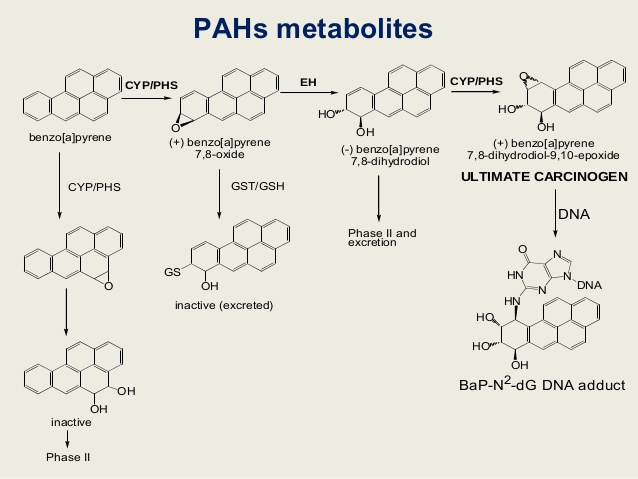 PAHs metabolites
CYP/PHS
EH
CYP/PHS
O
HO
OH
O
HO
OH
benzo[a]pyrene
(+) benzo[a]pyrene
7,8-oxide
(-) benzo[a]pyrene
7,8-dihydrodiol
(+) benzo[a]pyrene
7,8-dihydrodiol-9,10-epoxide
ULTIMATE CARCINOGEN
CYP/PHS
GST/GSH
DNA
Phase II and
excretion
O
GS
OH
inactive (excreted)
O
N
HN
N
N
DNA
HN
HO
HO
OH
BaP-N2-dG DNA adduct
OH
OH
inactive
Phase II